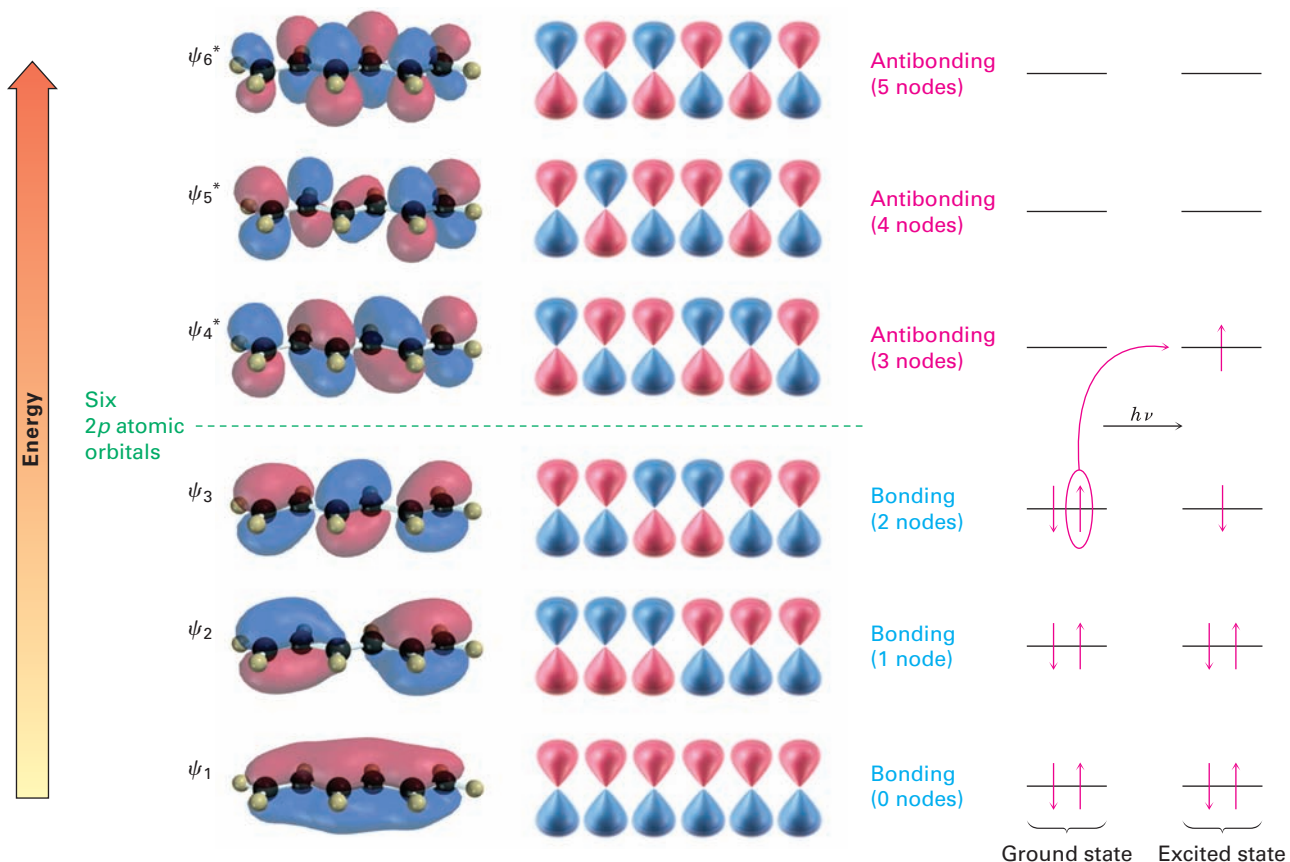 ψ6*
Antibonding
(5 nodes)
ψ5*
Antibonding
(4 nodes)
ψ4*
Antibonding
(3 nodes)
Energy
Six
2p atomic
orbitals
hν
ψ3
Bonding
(2 nodes)
ψ2
Bonding
(1 node)
ψ1
Bonding
(0 nodes)
Ground state
Excited state